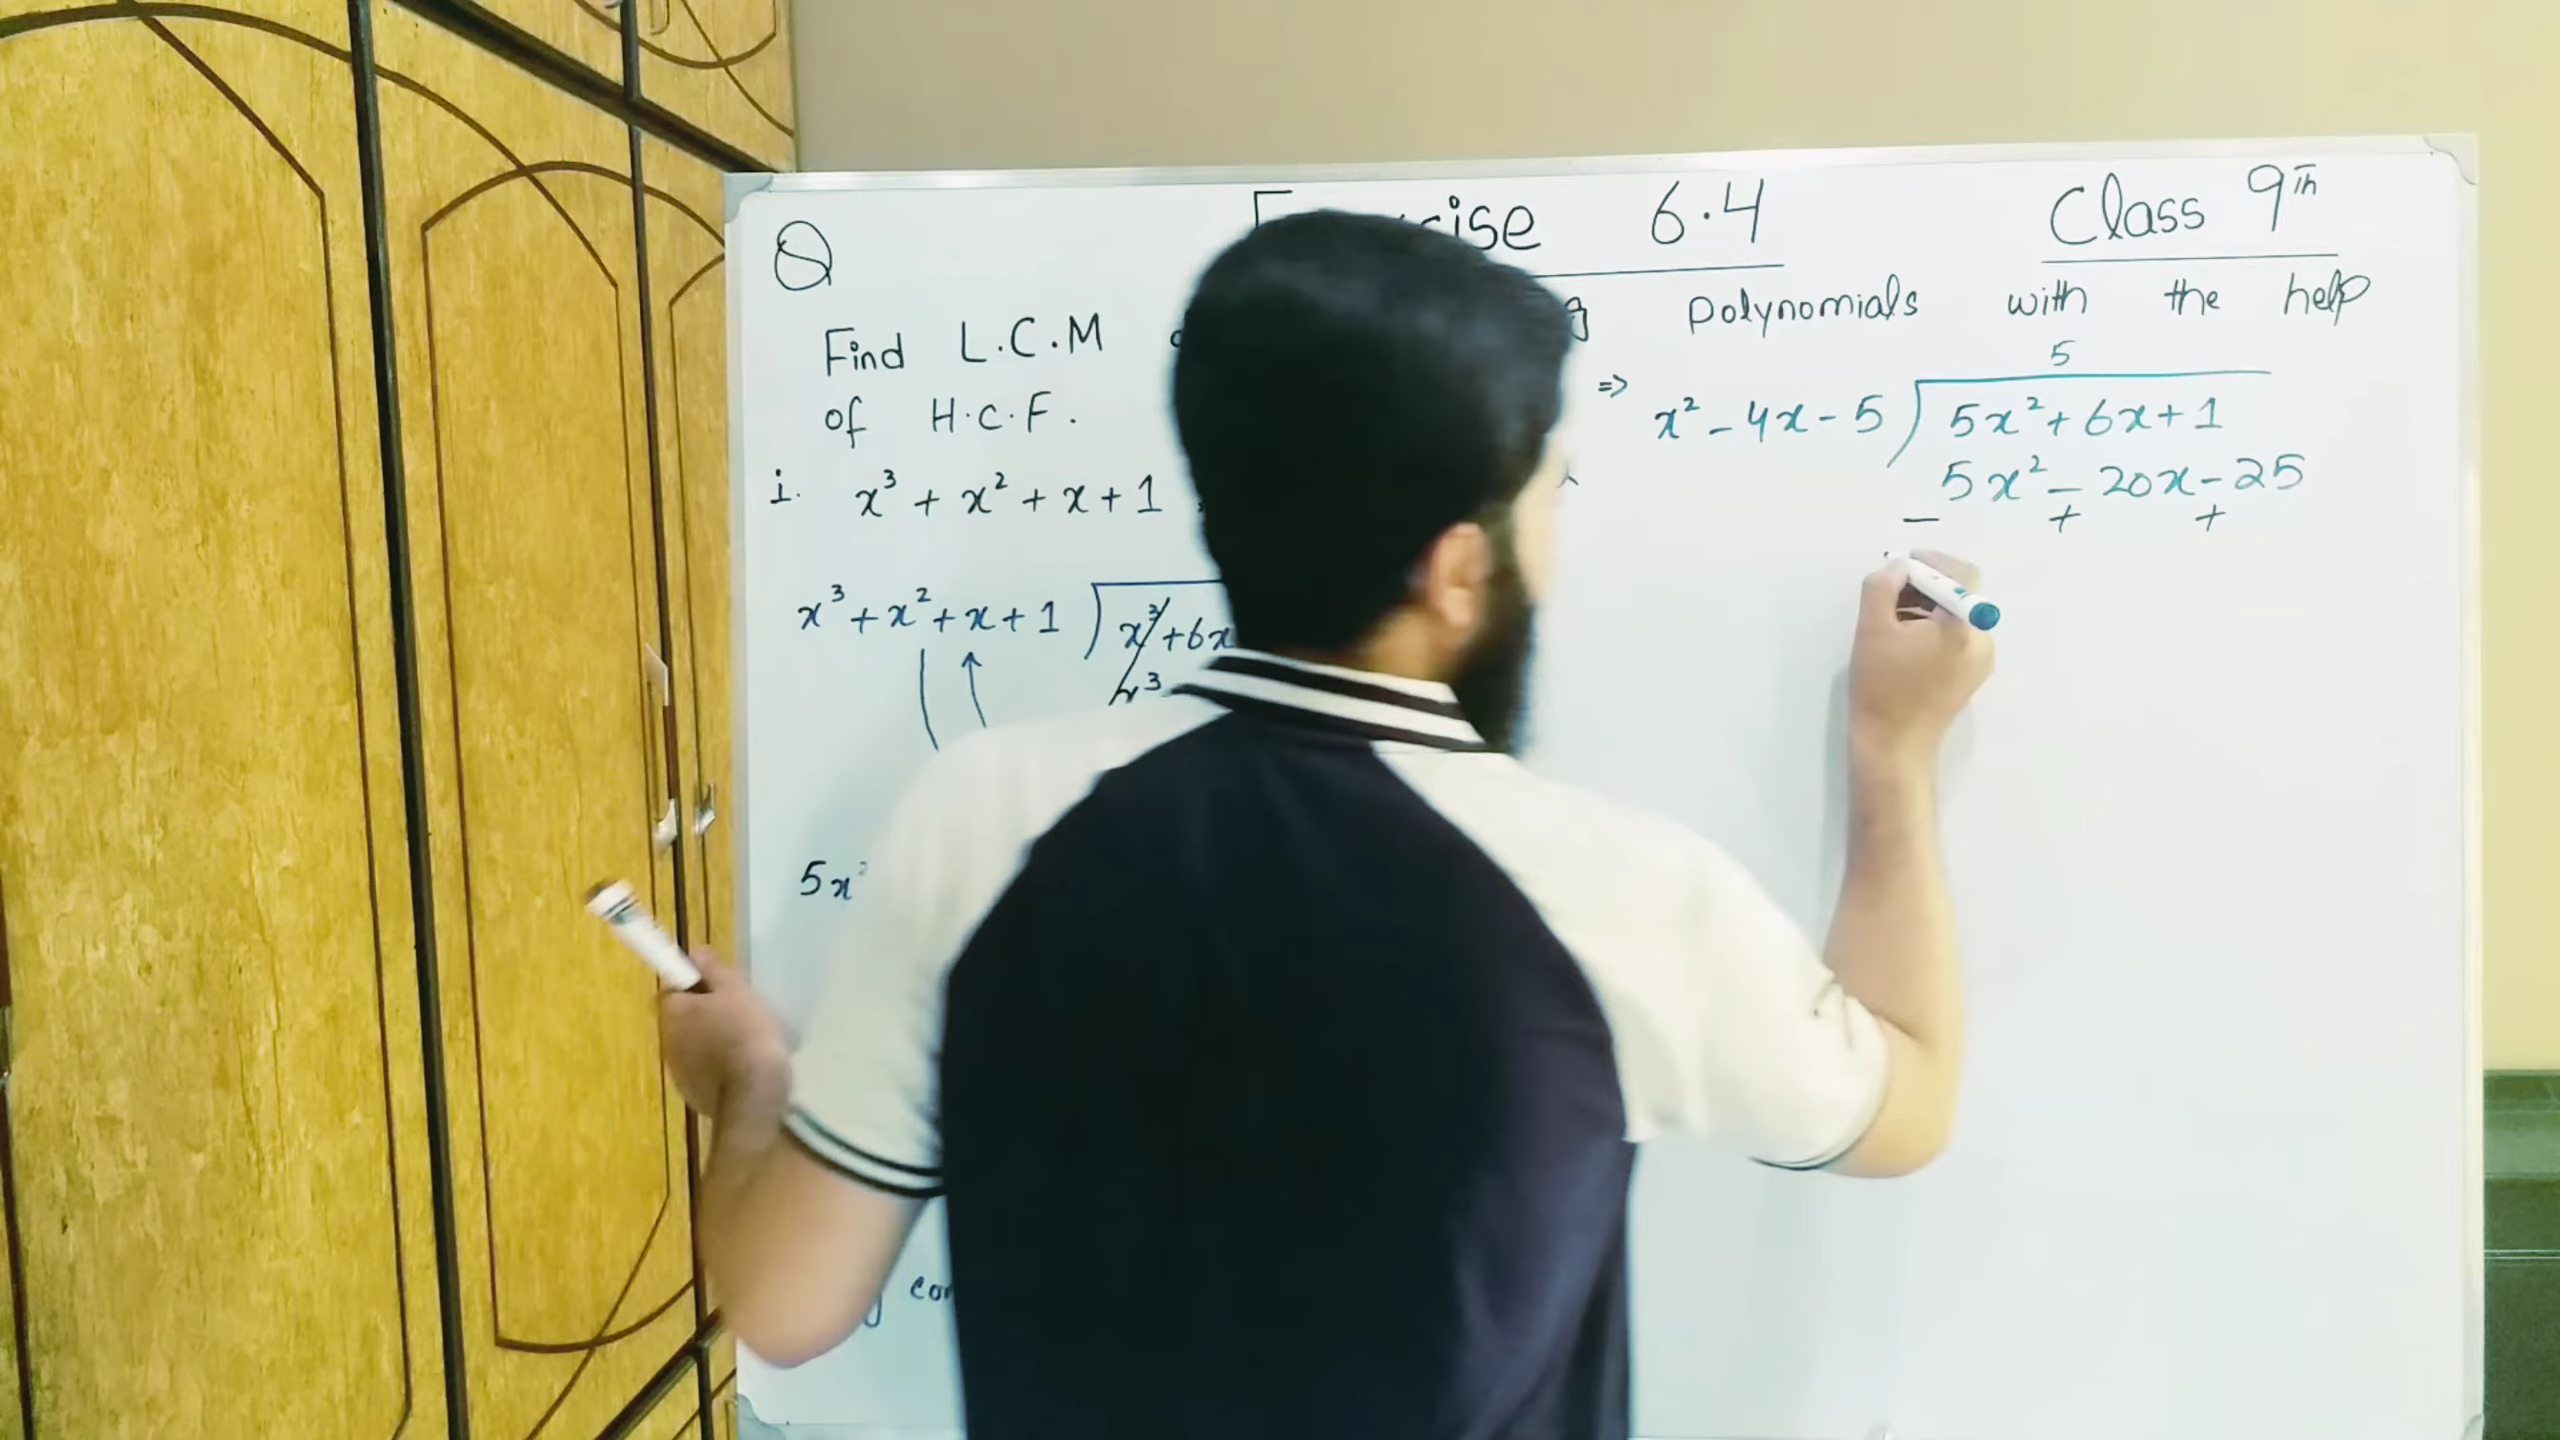 Q
6.4
Class 9th
Find L.C.M
Polynomials with the help
of H.C.F.
i. x³ + x² + x + 1
x³ + x² + x + 1 ) x³ + 6x
x³
5x²
⇒
5
x² - 4x - 5 ) 5x² + 6x + 1
5x² - 20x - 25
- + +